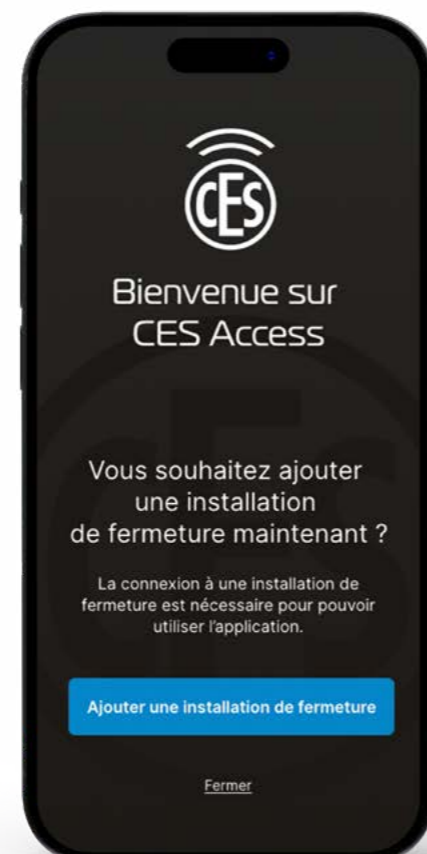 CES
Bienvenue sur
CES Access
Vous souhaitez ajouter
une installation
de fermeture maintenant ?
La connexion à une installation de
fermeture est nécessaire pour pouvoir
utiliser l’application.
Ajouter une installation de fermeture
Fermer